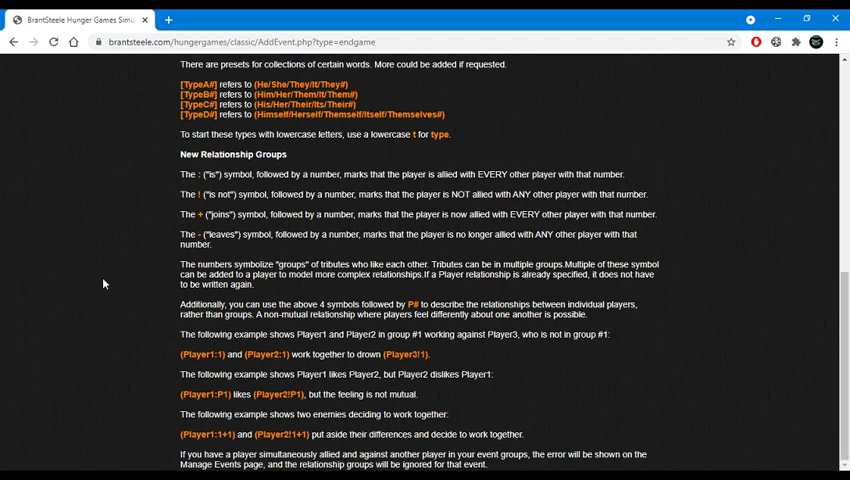 BrantSteele Hunger Games Simu
brantsteele.com/hungergames/classic/AddEvent.php?type=endgame
There are presets for collections of certain words. More could be added if requested.
[TypeA#] refers to (He/She/They/It/They#)
[TypeB#] refers to (Him/Her/Them/It/Them#)
[TypeC#] refers to (His/Her/Their/Its/Their#)
[TypeD#] refers to (Himself/Herself/Themself/Itself/Themselves#)
To start these types with lowercase letters, use a lowercase t for type.
New Relationship Groups
The : ("is") symbol, followed by a number, marks that the player is allied with EVERY other player with that number.
The ! ("is not") symbol, followed by a number, marks that the player is NOT allied with ANY other player with that number.
The + ("joins") symbol, followed by a number, marks that the player is now allied with EVERY other player with that number.
The - ("leaves") symbol, followed by a number, marks that the player is no longer allied with ANY other player with that
number.
The numbers symbolize "groups" of tributes who like each other. Tributes can be in multiple groups.Multiple of these symbol
can be added to a player to model more complex relationships.If a Player relationship is already specified, it does not have
to be written again.
Additionally, you can use the above 4 symbols followed by P# to describe the relationships between individual players,
rather than groups. A non-mutual relationship where players feel differently about one another is possible.
The following example shows Player1 and Player2 in group #1 working against Player3, who is not in group #1:
(Player1:1) and (Player2:1) work together to drown (Player3!1).
The following example shows Player1 likes Player2, but Player2 dislikes Player1:
(Player1:P1) likes (Player2!P1), but the feeling is not mutual.
The following example shows two enemies deciding to work together:
(Player1:1+1) and (Player2!1+1) put aside their differences and decide to work together.
If you have a player simultaneously allied and against another player in your event groups, the error will be shown on the
Manage Events page, and the relationship groups will be ignored for that event.